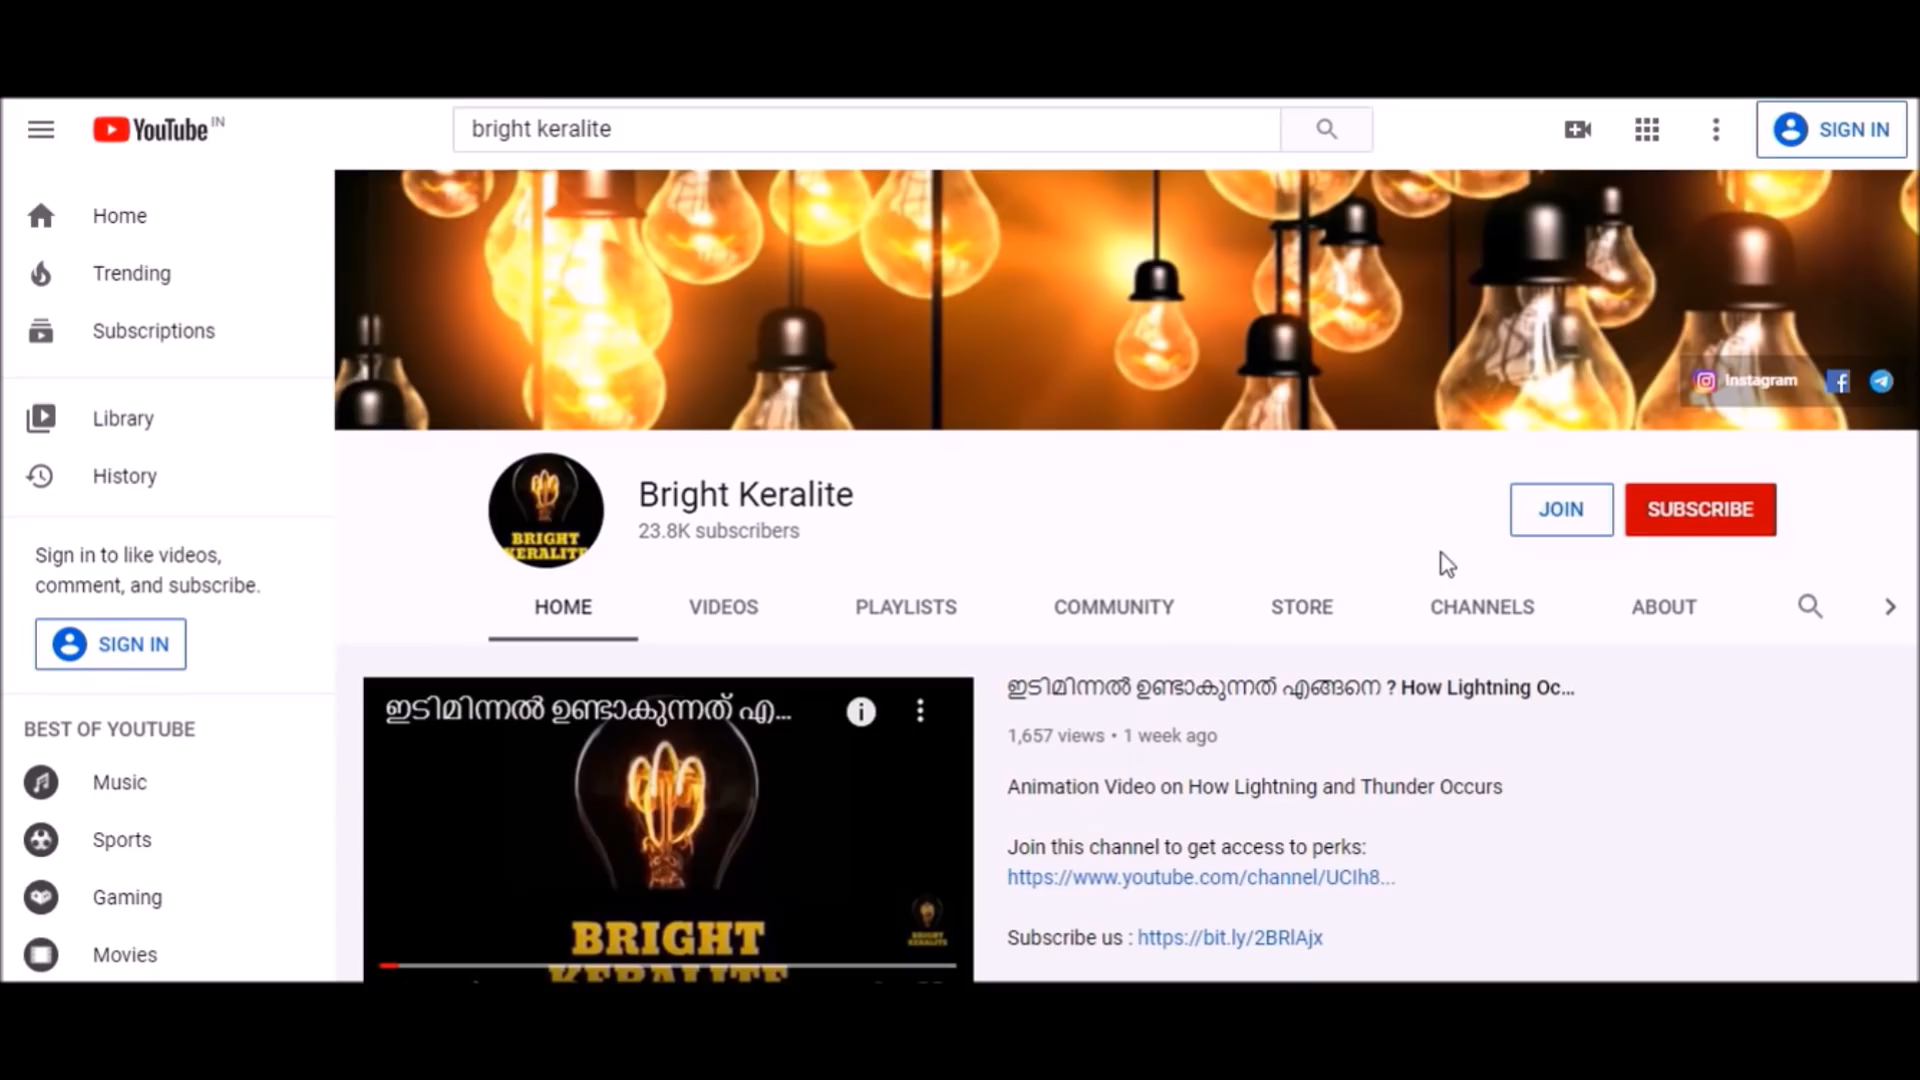 YouTube IN
bright keralite
SIGN IN
Home
Trending
Subscriptions
Library
History
Sign in to like videos,
comment, and subscribe.
SIGN IN
BEST OF YOUTUBE
Music
Sports
Gaming
Movies
Instagram
BRIGHT
KERALITE
Bright Keralite
23.8K subscribers
JOIN
SUBSCRIBE
HOME VIDEOS PLAYLISTS COMMUNITY STORE CHANNELS ABOUT
ഇടിമിന്നൽ ഉണ്ടാകുന്നത് എ...
BRIGHT
KERALITE
BRIGHT
KERALITE
ഇടിമിന്നൽ ഉണ്ടാകുന്നത് എങ്ങനെ ? How Lightning Oc...
1,657 views • 1 week ago
Animation Video on How Lightning and Thunder Occurs
Join this channel to get access to perks:
https://www.youtube.com/channel/UCIh8...
Subscribe us : https://bit.ly/2BRlAjx